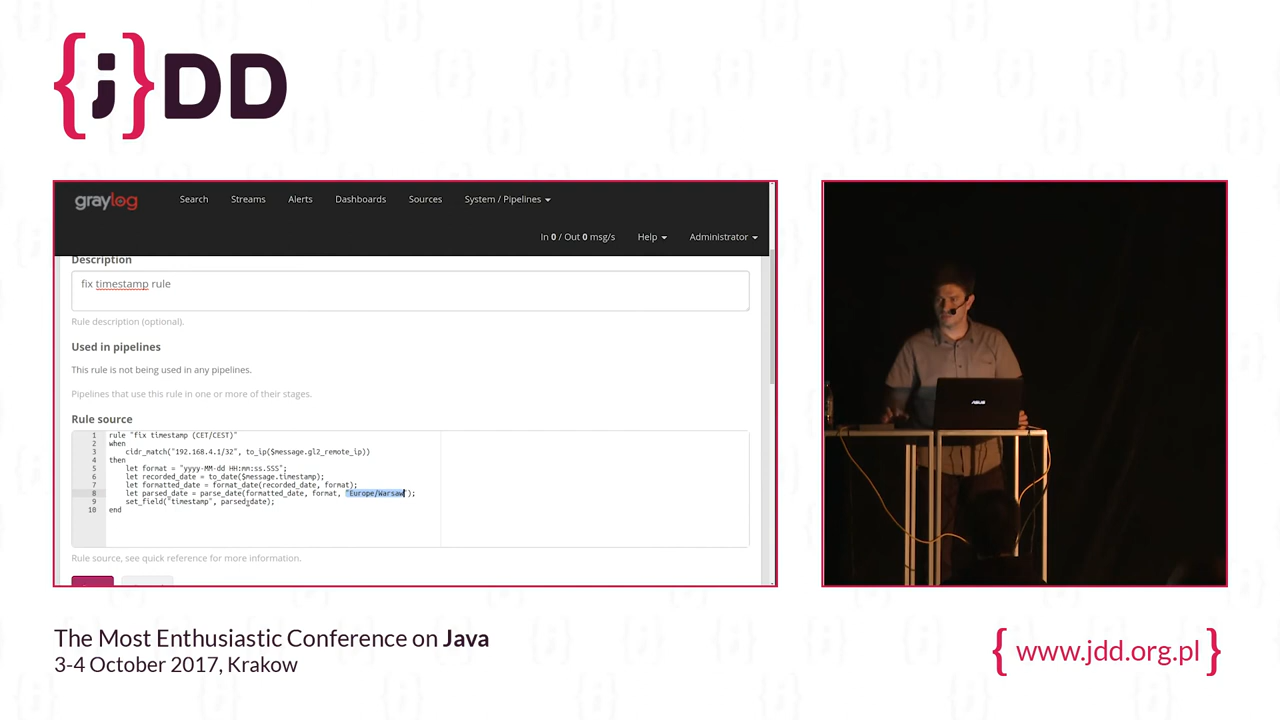 {;}DD
graylog
Search Streams Alerts Dashboards Sources System / Pipelines
In 0 / Out 0 msg/s Help Administrator
Description
fix timestamp rule
Rule description (optional).
Used in pipelines
This rule is not being used in any pipelines.
Pipelines that use this rule in one or more of their stages.
Rule source
1 rule "fix timestamp (CET/CEST)"
2 when
3 cidr_match("192.168.4.1/32", to_ip($message.gl2_remote_ip))
4 then
5 let format = "yyyy-MM-dd HH:mm:ss.SSS";
6 let recorded_date = to_date($message.timestamp);
7 let formatted_date = format_date(recorded_date, format);
8 let parsed_date = parse_date(formatted_date, format, "Europe/Warsaw");
9 set_field("timestamp", parsed_date);
10 end
Rule source, see quick reference for more information.
ASUS
The Most Enthusiastic Conference on Java
3-4 October 2017, Krakow
{ www.jdd.org.pl }